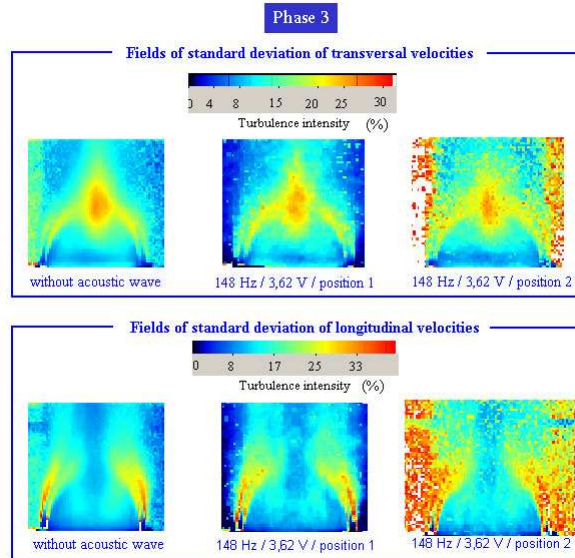 Phase 3
Fields of standard deviation of transversal velocities
0 4 8 15 20 25 30
Turbulence intensity (%)
without acoustic wave
148 Hz / 3,62 V / position 1
148 Hz / 3,62 V / position 2
Fields of standard deviation of longitudinal velocities
0 8 17 25 33
Turbulence intensity (%)
without acoustic wave
148 Hz / 3,62 V / position 1
148 Hz / 3,62 V / position 2